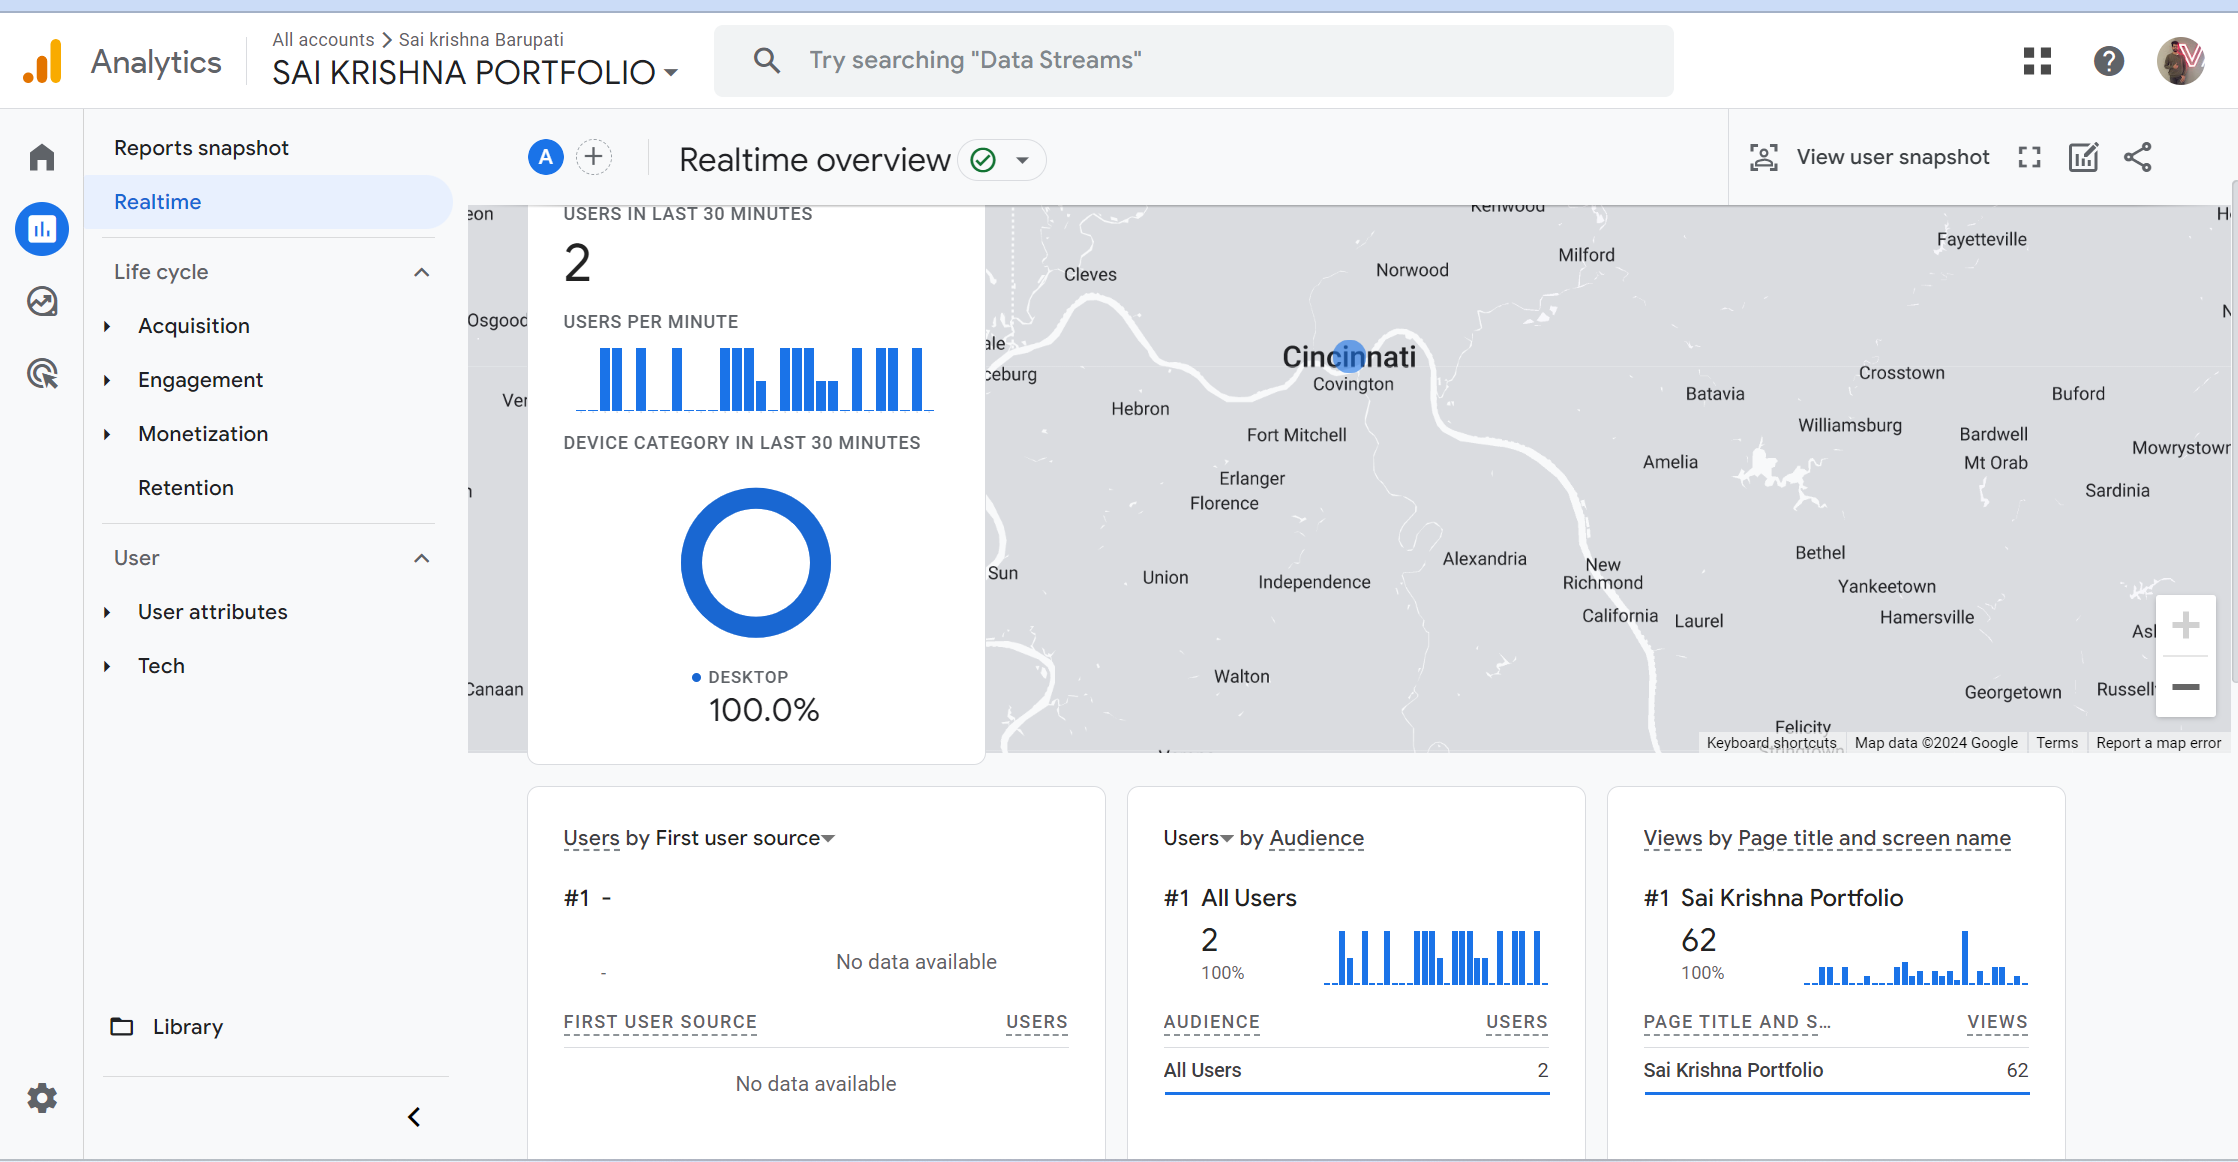 Analytics
All accounts > Sai krishna Barupati
SAI KRISHNA PORTFOLIO
Try searching "Data Streams"
Reports snapshot
Realtime
Life cycle
Acquisition
Engagement
Monetization
Retention
User
User attributes
Tech
Library
A
Realtime overview
View user snapshot
USERS IN LAST 30 MINUTES
2
USERS PER MINUTE
DEVICE CATEGORY IN LAST 30 MINUTES
DESKTOP
100.0%
Kenwood
Fayetteville
Milford
Norwood
Cleves
Osgood
Cincinnati
Covington
Crosstown
Batavia
Buford
Hebron
Williamsburg
Fort Mitchell
Bardwell
Mowrystown
Amelia
Mt Orab
Erlanger
Sardinia
Florence
Bethel
Alexandria
New
Richmond
Sun
Union
Independence
Yankeetown
California
Laurel
Hamersville
Walton
Canaan
Georgetown
Russell
Felicity
Keyboard shortcuts
Map data ©2024 Google
Terms
Report a map error
Users by First user source
#1 -
-
No data available
FIRST USER SOURCE USERS
No data available
Users by Audience
#1 All Users
2
100%
AUDIENCE USERS
All Users 2
Views by Page title and screen name
#1 Sai Krishna Portfolio
62
100%
PAGE TITLE AND S… VIEWS
Sai Krishna Portfolio 62